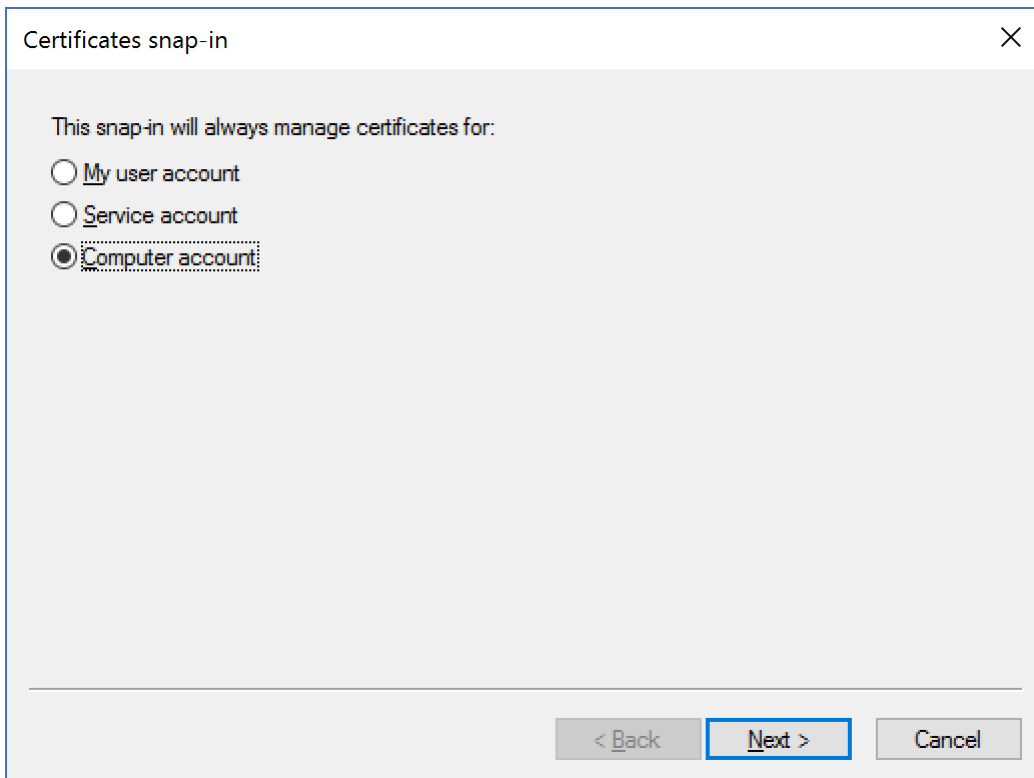 Certificates snap-in
This snap-in will always manage certificates for:
My user account
Service account
Computer account
< Back
Next >
Cancel